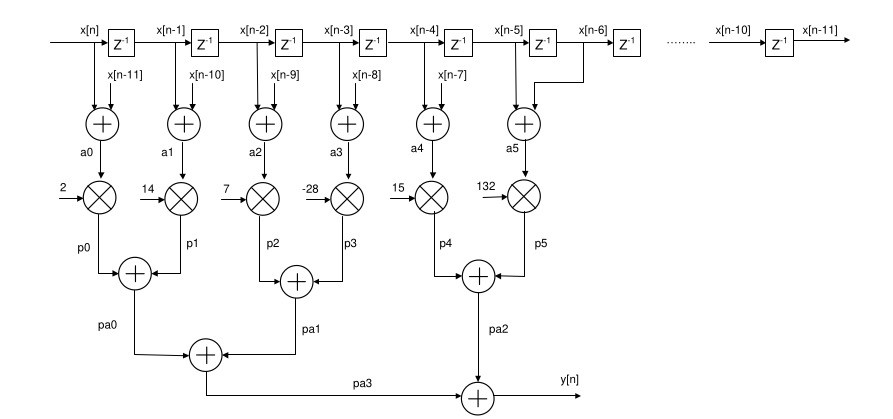 x[n] x[n-1] x[n-2] x[n-3] x[n-4] x[n-5] x[n-6] x[n-10] x[n-11]
Z-1 Z-1 Z-1 Z-1 Z-1 Z-1 Z-1 ........ Z-1
x[n-11] x[n-10] x[n-9] x[n-8] x[n-7]
a0 a1 a2 a3 a4 a5
2 14 7 -28 15 132
p0 p1 p2 p3 p4 p5
pa0 pa1 pa2
pa3 y[n]